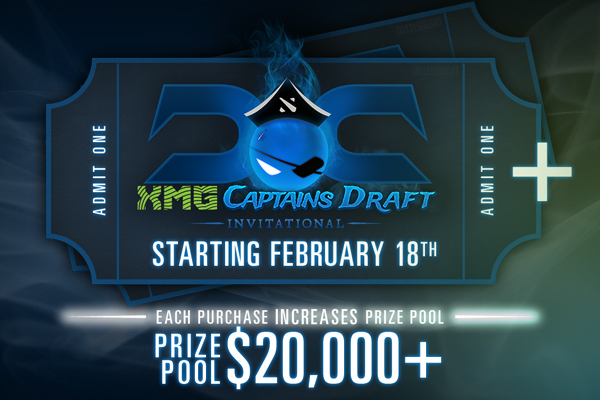 ADMIT ONE
XMG CAPTAINS DRAFT
INVITATIONAL
STARTING FEBRUARY 18TH
ADMIT ONE
+
EACH PURCHASE INCREASES PRIZE POOL
PRIZE POOL $20,000+